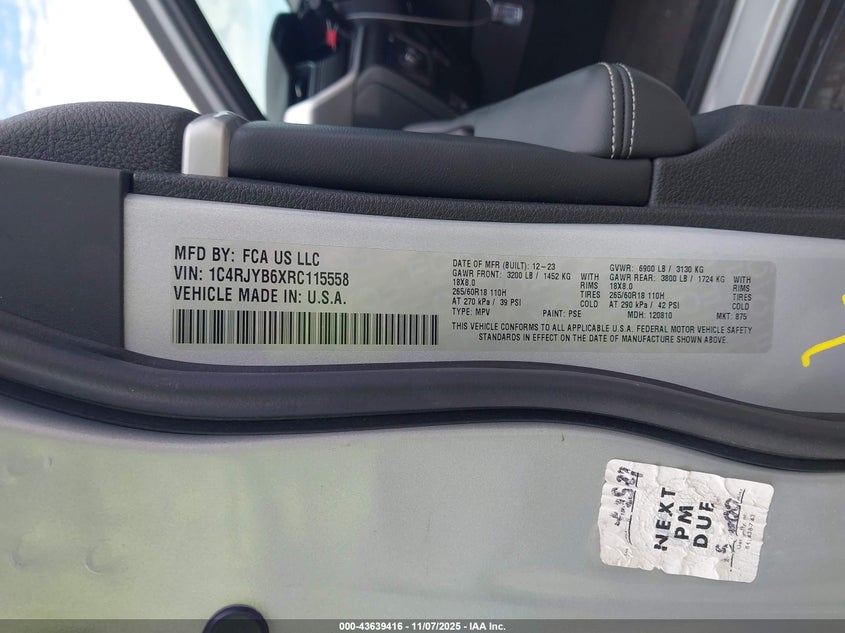 MFD BY: FCA US LLC
VIN: 1C4RJYB6XRC115558
VEHICLE MADE IN U.S.A.
DATE OF MFR (BUILT): 12-23 GVWR: 6900 LB / 3130 KG
GAWR FRONT: 3200 LB / 1452 KG WITH GAWR REAR: 3800 LB / 1724 KG WITH
18X8.0 RIMS 18X8.0 RIMS
265/60R18 110H TIRES 265/60R18 110H TIRES
AT 270 kPa / 39 PSI COLD AT 290 kPa / 42 PSI COLD
TYPE: MPV PAINT: PSE MDH: 120810 MKT: 875
THIS VEHICLE CONFORMS TO ALL APPLICABLE U.S.A. FEDERAL MOTOR VEHICLE SAFETY
STANDARDS IN EFFECT ON THE DATE OF MANUFACTURE SHOWN ABOVE.
NEXT
PM
DUE
000-43639416 - 11/07/2025 - IAA Inc.